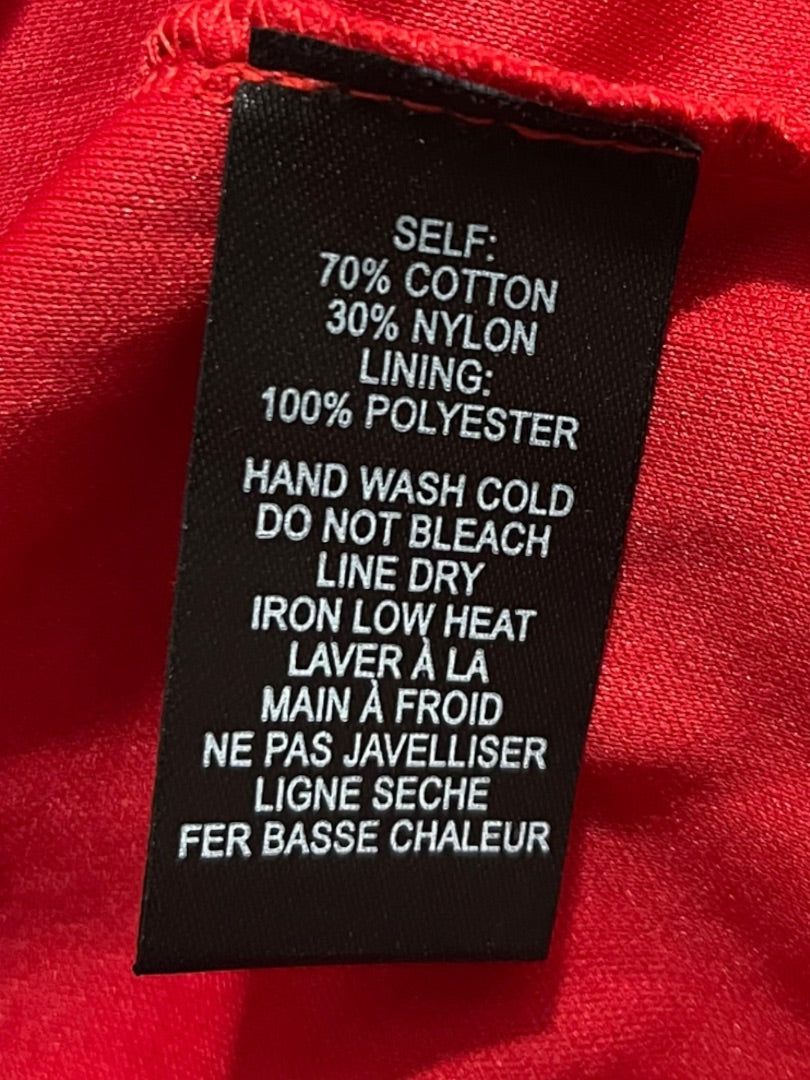 SELF:
70% COTTON
30% NYLON
LINING:
100% POLYESTER
HAND WASH COLD
DO NOT BLEACH
LINE DRY
IRON LOW HEAT
LAVER À LA
MAIN À FROID
NE PAS JAVELLISER
LIGNE SECHE
FER BASSE CHALEUR